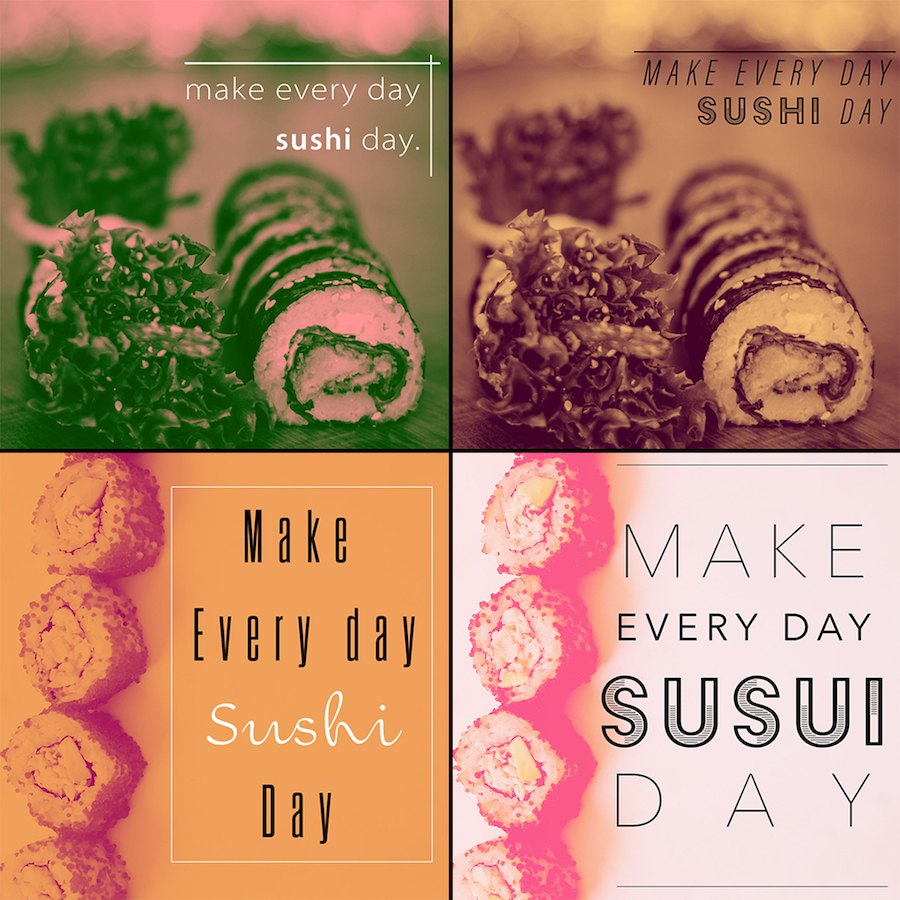 make every day
sushi day.
MAKE EVERY DAY
SUSHI DAY
Make
Every day
Sushi
Day
MAKE
EVERY DAY
SUSUI
DAY